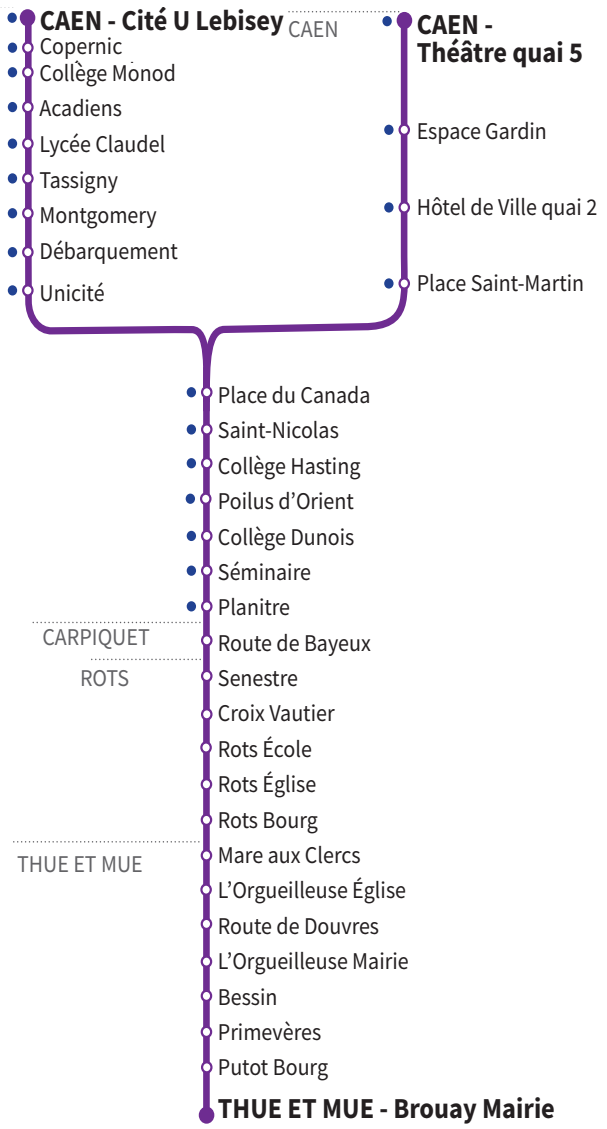 CAEN - Cité U Lebisey
Copernic
Collège Monod
Acadiens
Lycée Claudel
Tassigny
Montgomery
Débarquement
Unicité
CAEN
CAEN -
Théâtre quai 5
Espace Gardin
Hôtel de Ville quai 2
Place Saint-Martin
Place du Canada
Saint-Nicolas
Collège Hasting
Poilus d’Orient
Collège Dunois
Séminaire
Planitre
CARPIQUET
Route de Bayeux
ROTS
Senestre
Croix Vautier
Rots École
Rots Église
Rots Bourg
THUE ET MUE
Mare aux Clercs
L’Orgueilleuse Église
Route de Douvres
L’Orgueilleuse Mairie
Bessin
Primevères
Putot Bourg
THUE ET MUE - Brouay Mairie